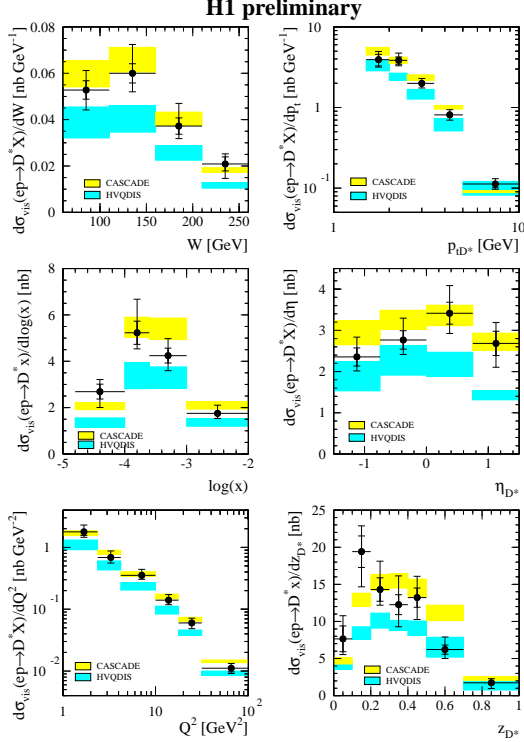 H1 preliminary
dσvis(ep→D*X)/dW [nb GeV⁻¹]
0.08
0.06
0.04
0.02
0
CASCADE
HVQDIS
100
150
200
250
W [GeV]
dσvis(ep→D*X)/dpt [nb GeV⁻¹]
10
1
10⁻¹
CASCADE
HVQDIS
1
10
ptD* [GeV]
dσvis(ep→D*X)/dlog(x) [nb]
8
6
4
2
0
CASCADE
HVQDIS
-5
-4
-3
-2
log(x)
dσvis(ep→D*X)/dη [nb]
5
4
3
2
1
0
CASCADE
HVQDIS
-1
0
1
ηD*
dσvis(ep→D*X)/dQ² [nb GeV⁻²]
1
10⁻¹
10⁻²
CASCADE
HVQDIS
1
10
10²
Q² [GeV²]
dσvis(ep→D*X)/dzD* [nb]
30
25
20
15
10
5
0
CASCADE
HVQDIS
0
0.2
0.4
0.6
0.8
1
zD*